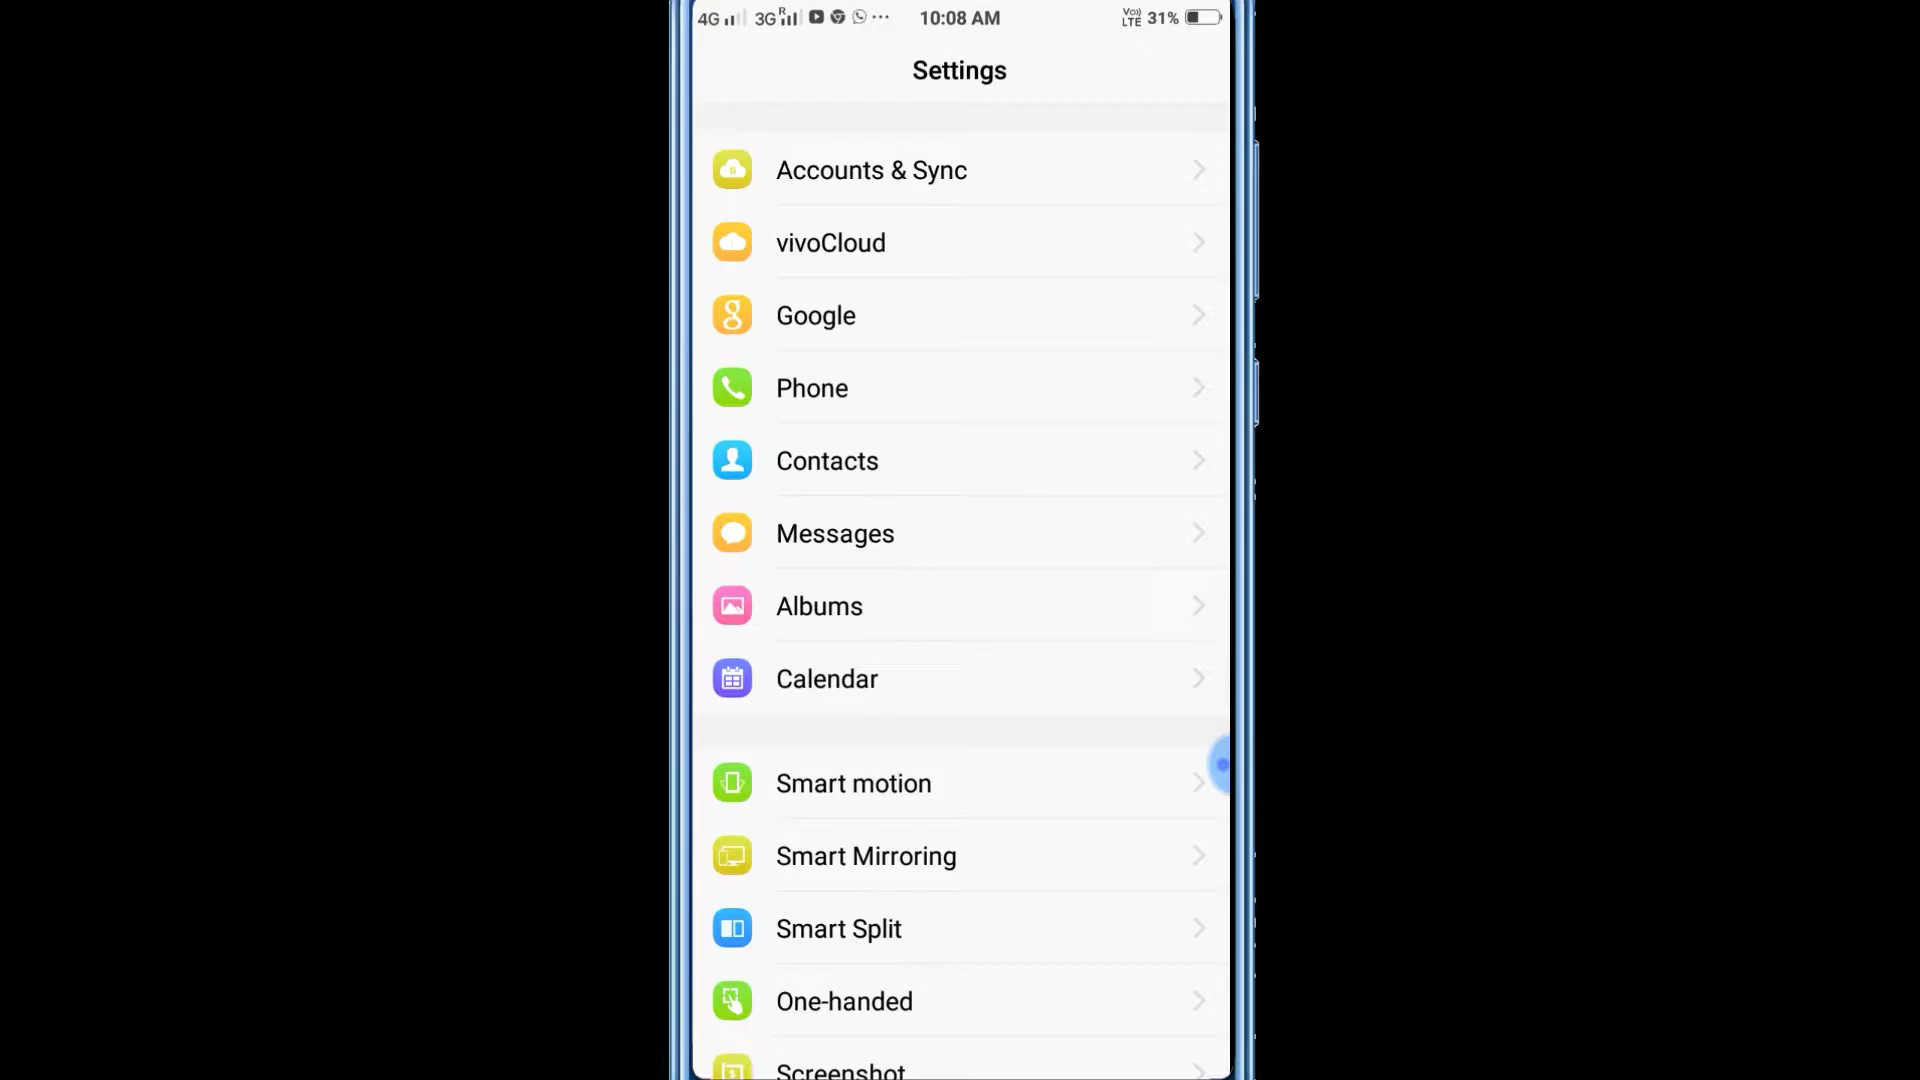 4G 3G R 10:08 AM VoLTE 31%
Settings
Accounts & Sync
vivoCloud
Google
Phone
Contacts
Messages
Albums
Calendar
Smart motion
Smart Mirroring
Smart Split
One-handed
Screenshot